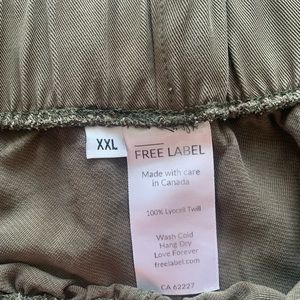 XXL
FREE LABEL
Made with care
in Canada
100% Lyocell Twill
Wash Cold
Hang Dry
Love Forever
freelabel.com
CA 62227